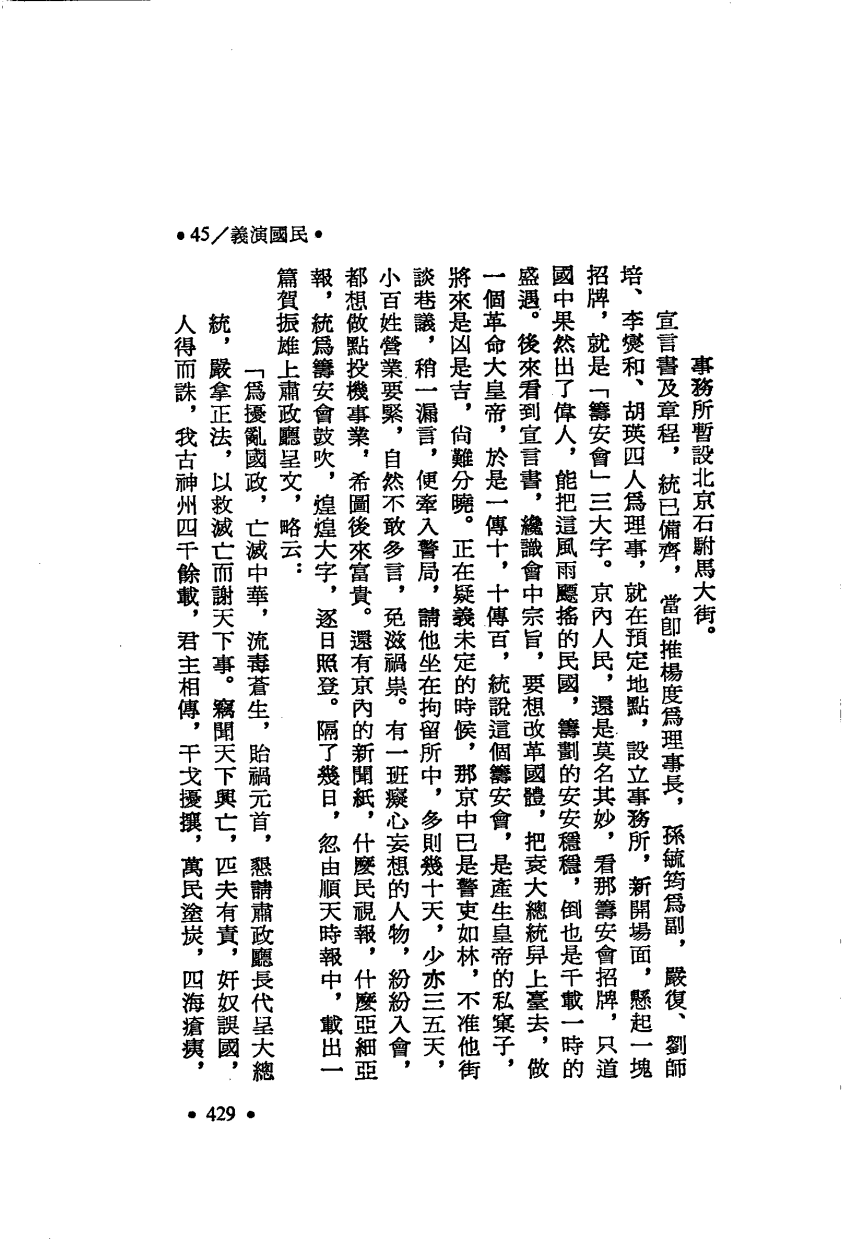 •45／義演國民•
事務所暫設北京石駙馬大街。
宣言書及章程，統已備齊，當卽推楊度爲理事長，孫毓筠爲副，嚴復、劉師
培、李燮和、胡瑛四人爲理事，就在預定地點，設立事務所，新開場面，懸起一塊
招牌，就是「籌安會」三大字。京內人民，還是莫名其妙，看那籌安會招牌，只道
國中果然出了偉人，能把這風雨飄搖的民國，籌劃的安安穩穩，倒也是千載一時的
盛遇。後來看到宣言書，纔識會中宗旨，要想改革國體，把袁大總統舁上臺去，做
一個革命大皇帝，於是一傳十，十傳百，統說這個籌安會，是產生皇帝的私窠子，
將來是凶是吉，尙難分曉。正在疑義未定的時候，那京中已是警吏如林，不准他街
談巷議，稍一漏言，便牽入警局，請他坐在拘留所中，多則幾十天，少亦三五天，
小百姓營業要緊，自然不敢多言，免滋禍祟。有一班癡心妄想的人物，紛紛入會，
都想做點投機事業，希圖後來富貴。還有京內的新聞紙，什麼民視報，什麼亞細亞
報，統爲籌安會鼓吹，煌煌大字，逐日照登。隔了幾日，忽由順天時報中，載出一
篇賀振雄上肅政廳呈文，略云：
「爲擾亂國政，亡滅中華，流毒蒼生，貽禍元首，懇請肅政廳長代呈大總
統，嚴拿正法，以救滅亡而謝天下事。竊聞天下興亡，匹夫有責，奸奴誤國，
人得而誅，我古神州四千餘載，君主相傳，干戈擾攘，萬民塗炭，四海瘡痍，
•429•